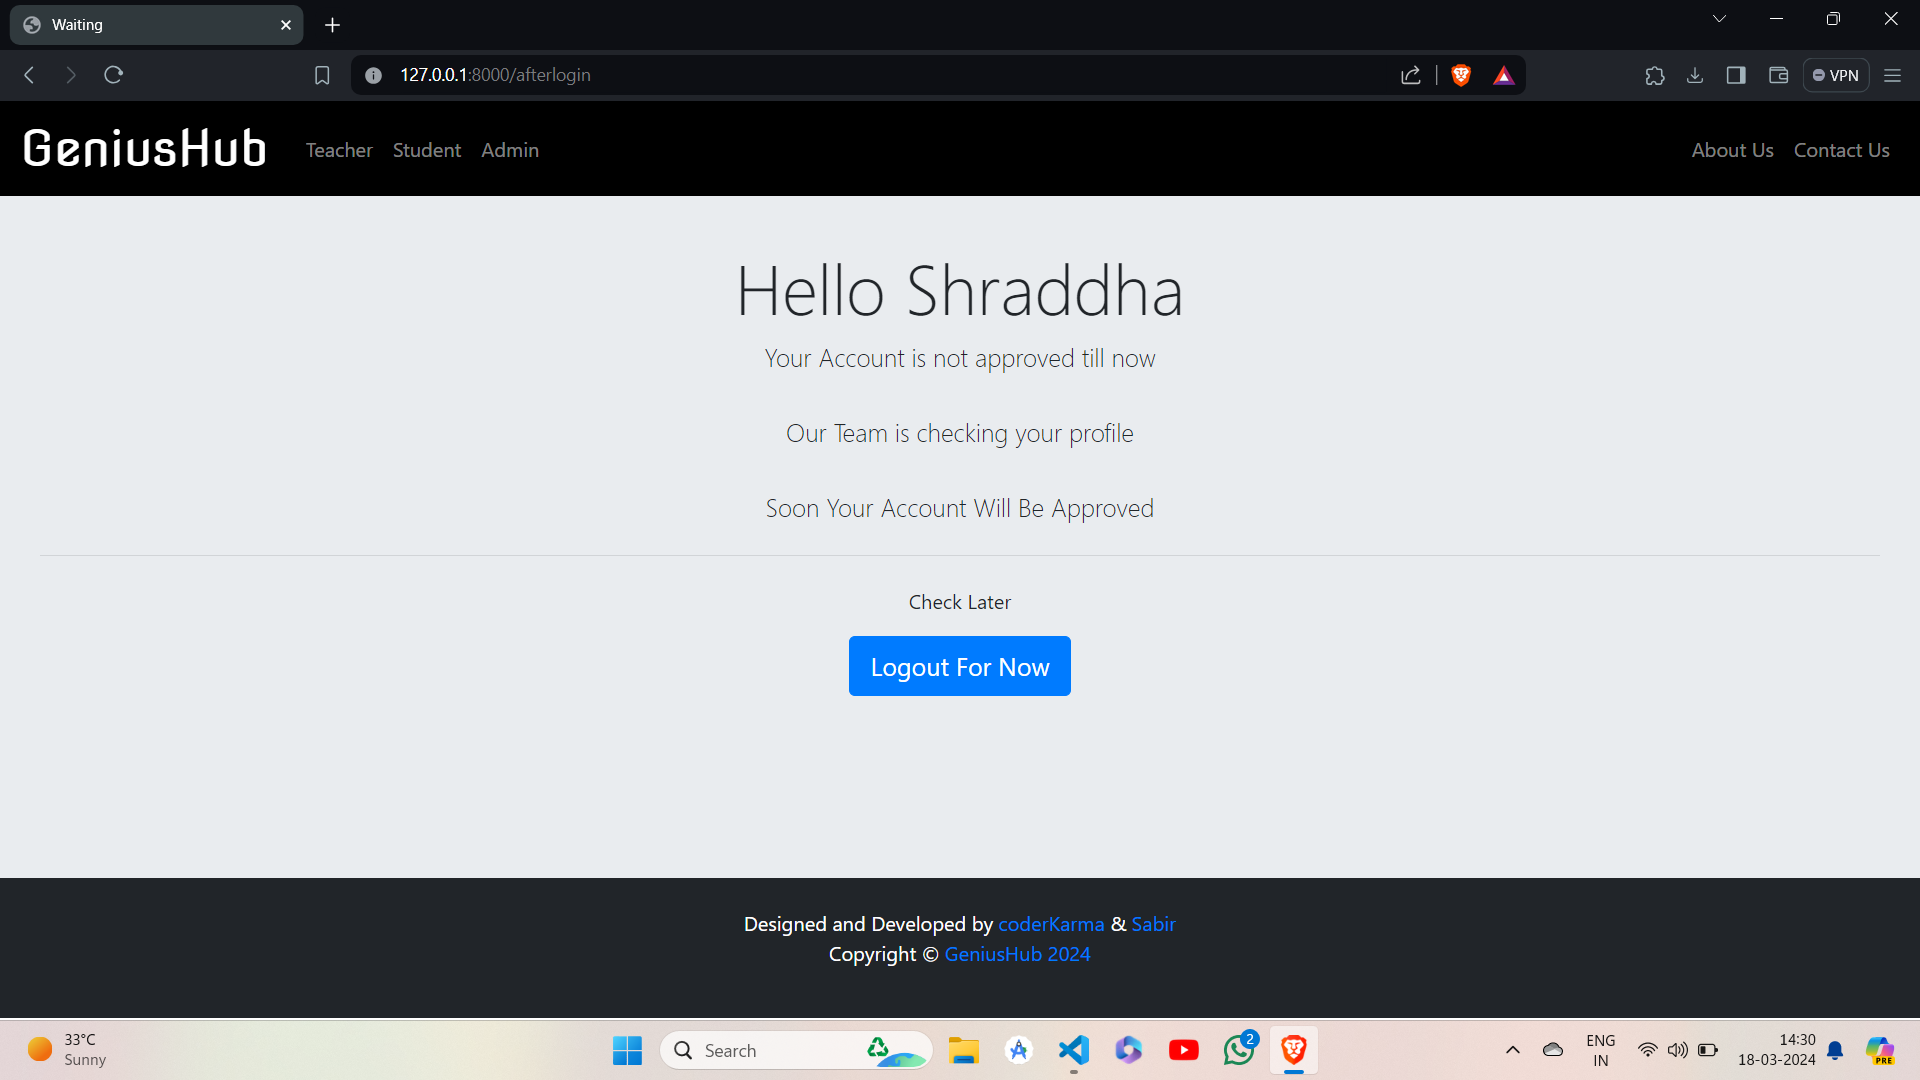 Waiting
127.0.0.1:8000/afterlogin
VPN
GeniusHub Teacher Student Admin About Us Contact Us
Hello Shraddha
Your Account is not approved till now
Our Team is checking your profile
Soon Your Account Will Be Approved
Check Later
Logout For Now
Designed and Developed by coderKarma & Sabir
Copyright © GeniusHub 2024
33°C
Sunny
Search
2
ENG
IN
14:30
18-03-2024
PRE